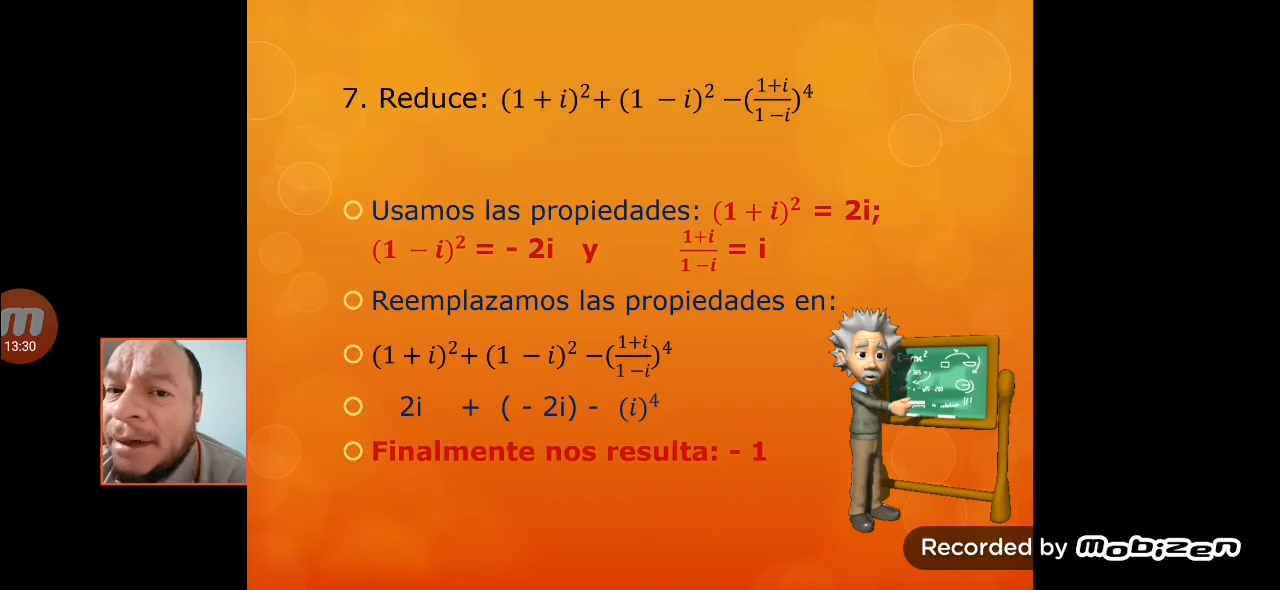 7. Reduce: (1 + i)² + (1 − i)² − (1+i/1−i)⁴
Usamos las propiedades: (1 + i)² = 2i;
(1 − i)² = - 2i y 1+i/1−i = i
Reemplazamos las propiedades en:
(1 + i)² + (1 − i)² − (1+i/1−i)⁴
2i + ( - 2i) - (i)⁴
Finalmente nos resulta: - 1
m
13:30
Recorded by mobizen